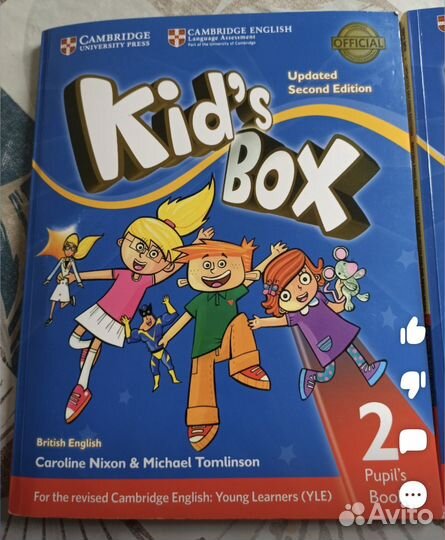 CAMBRIDGE
UNIVERSITY PRESS
CAMBRIDGE ENGLISH
Language Assessment
Part of the University of Cambridge
OFFICIAL
Updated
Second Edition
Kid's
BOX
British English
Caroline Nixon & Michael Tomlinson
2
Pupil's
Boo
For the revised Cambridge English: Young Learners (YLE)
Avito